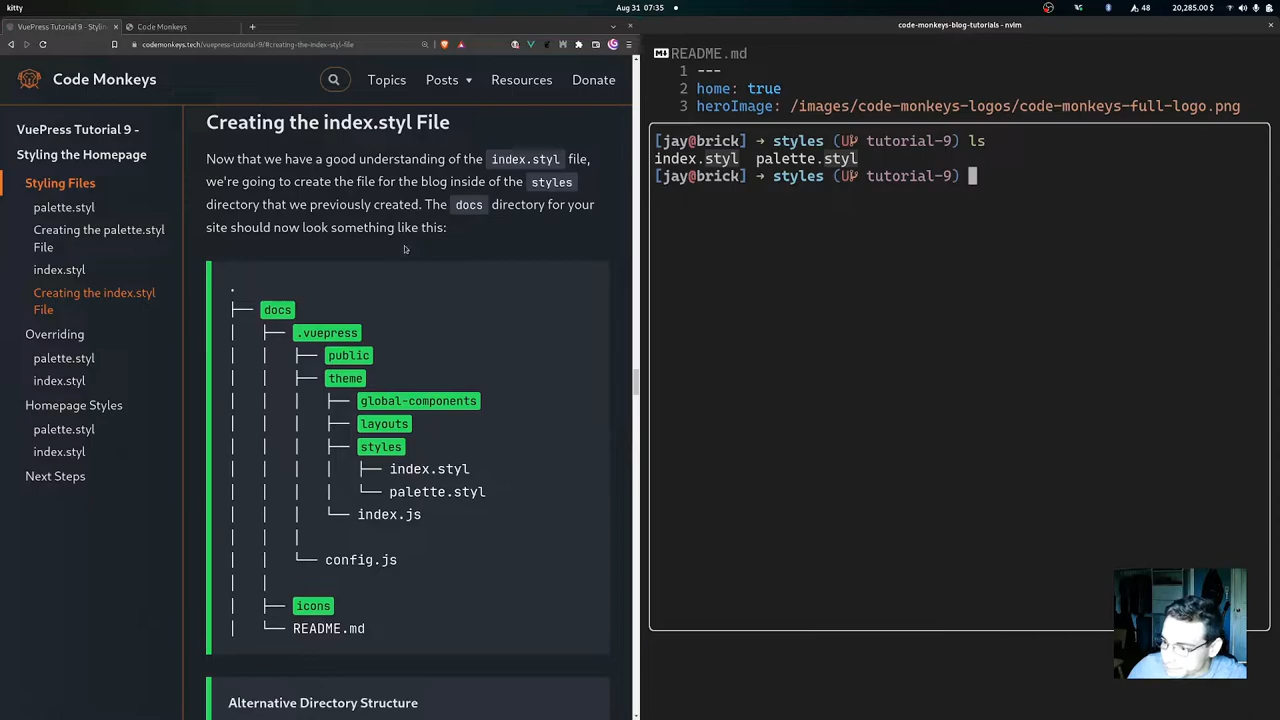 kitty
Aug 31 07:35
48
20,285.00 $
VuePress Tutorial 9 - Stylin
Code Monkeys
codemonkeys.tech/vuepress-tutorial-9/#creating-the-index-styl-file
code-monkeys-blog-tutorials - nvim
Code Monkeys
Topics
Posts
Resources
Donate
VuePress Tutorial 9 -
Styling the Homepage
Styling Files
palette.styl
Creating the palette.styl
File
index.styl
Creating the index.styl
File
Overriding
palette.styl
index.styl
Homepage Styles
palette.styl
index.styl
Next Steps
Creating the index.styl File
Now that we have a good understanding of the index.styl file,
we're going to create the file for the blog inside of the styles
directory that we previously created. The docs directory for your
site should now look something like this:
.
├── docs
│ ├── .vuepress
│ │ ├── public
│ │ ├── theme
│ │ │ ├── global-components
│ │ │ ├── layouts
│ │ │ ├── styles
│ │ │ │ ├── index.styl
│ │ │ │ └── palette.styl
│ │ │ └── index.js
│ │ │
│ │ └── config.js
│ │
│ ├── icons
│ └── README.md
Alternative Directory Structure
README.md
1 ---
2 home: true
3 heroImage: /images/code-monkeys-logos/code-monkeys-full-logo.png
[jay@brick] → styles (U tutorial-9) ls
index.styl palette.styl
[jay@brick] → styles (U tutorial-9)